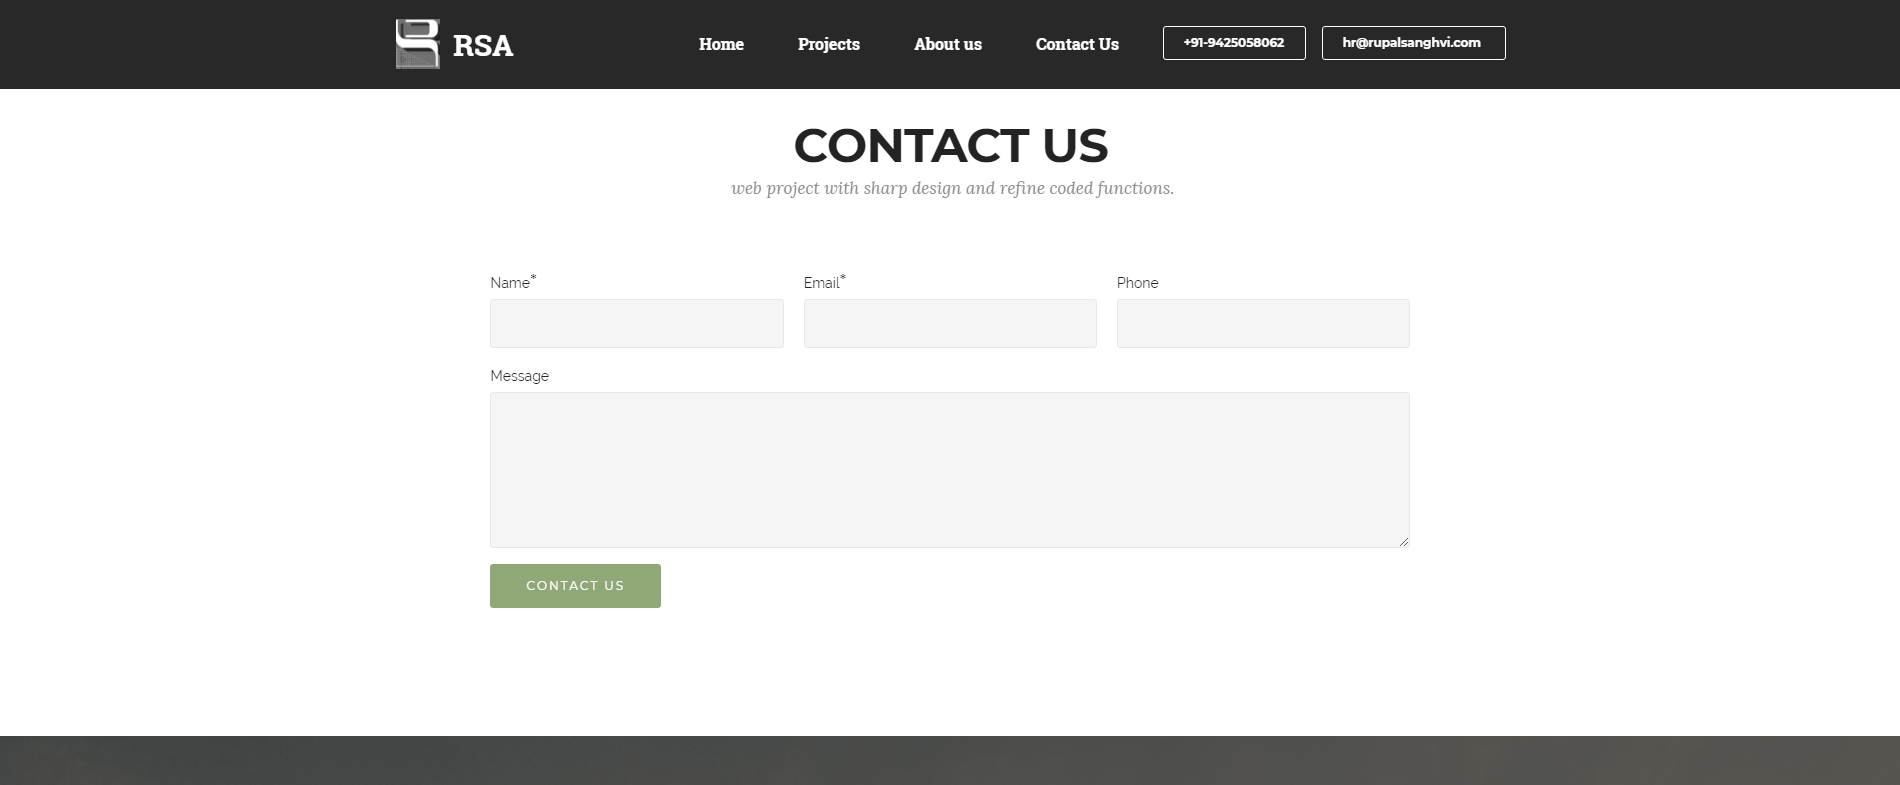 RSA
Home Projects About us Contact Us +91-9425058062 hr@rupalsanghvi.com
CONTACT US
web project with sharp design and refine coded functions.
Name* Email* Phone
Message
CONTACT US